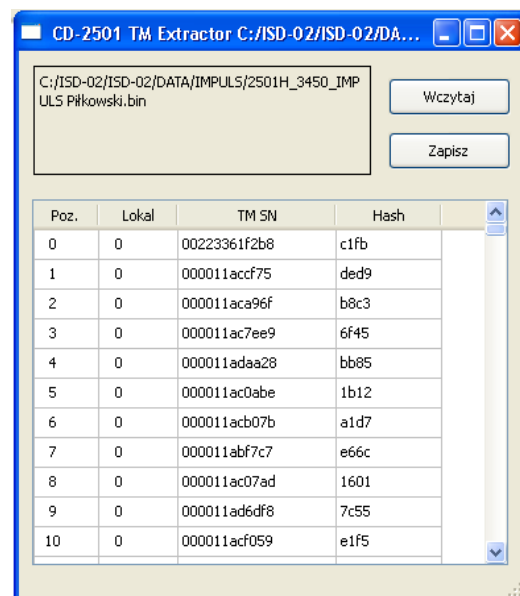 CD-2501 TM Extractor C:/ISD-02/ISD-02/DA...
C:/ISD-02/ISD-02/DATA/IMPULS/2501H_3450_IMP
ULS Piłkowski.bin
Wczytaj
Zapisz
Poz. Lokal TM SN Hash
0 0 00223361f2b8 c1fb
1 0 000011accf75 ded9
2 0 000011aca96f b8c3
3 0 000011ac7ee9 6f45
4 0 000011adaa28 bb85
5 0 000011ac0abe 1b12
6 0 000011acb07b a1d7
7 0 000011abf7c7 e66c
8 0 000011ac07ad 1601
9 0 000011ad6df8 7c55
10 0 000011acf059 e1f5